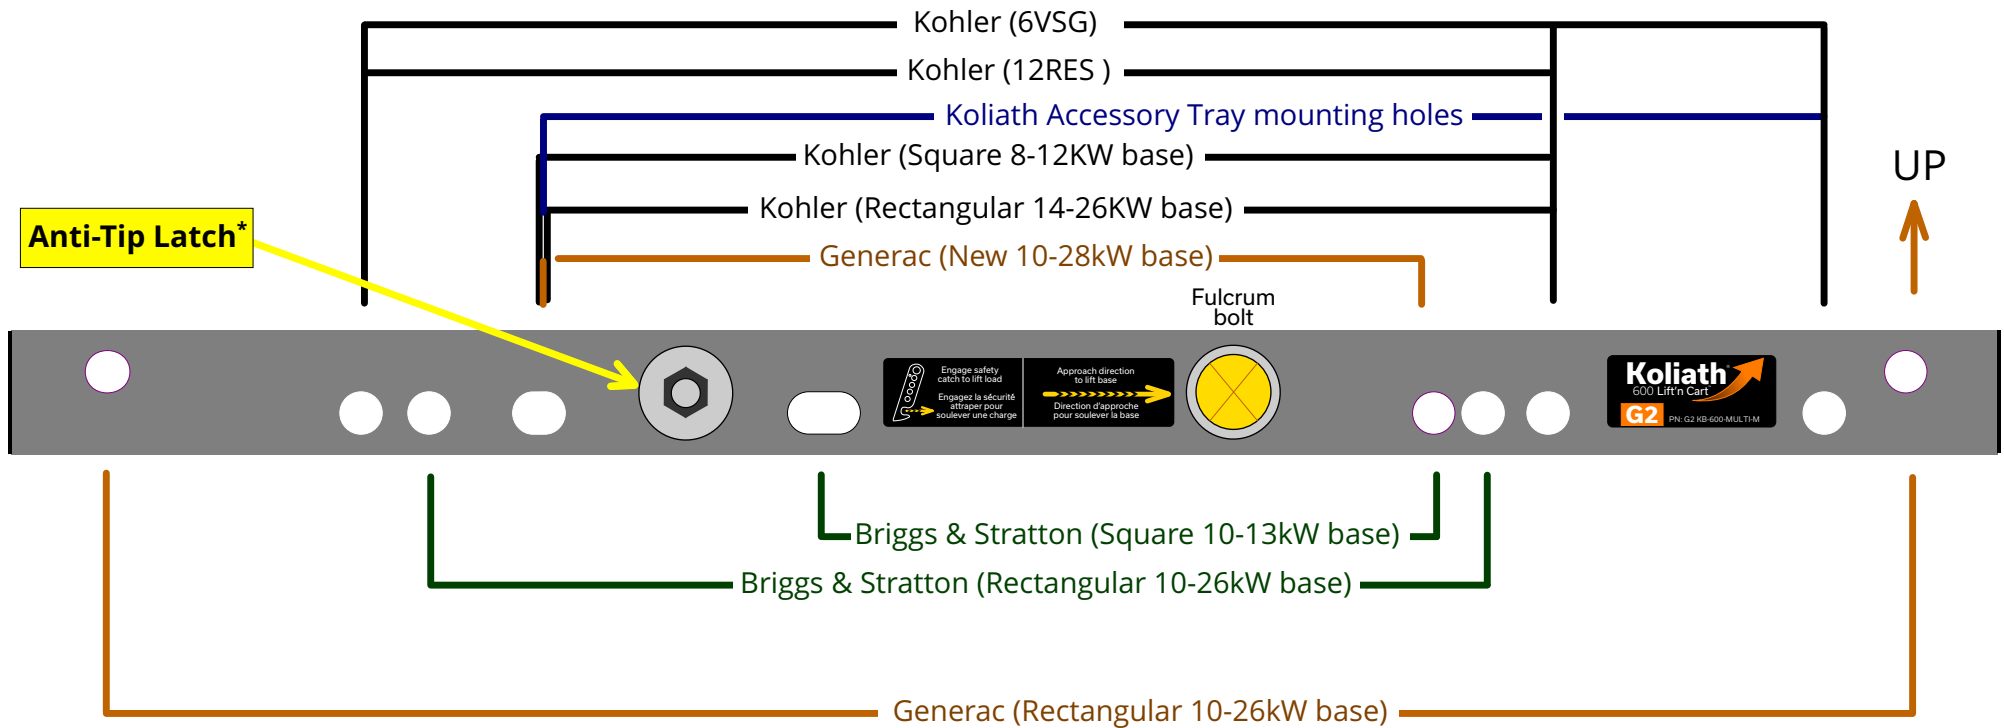 Kohler (6VSG)
Kohler (12RES )
Koliath Accessory Tray mounting holes
Kohler (Square 8-12KW base)
UP
Kohler (Rectangular 14-26KW base)
Anti-Tip Latch*
Generac (New 10-28kW base)
Fulcrum
bolt
Engage safety
catch to lift load
Engagez la sécurité
attraper pour
soulever une charge
Approach direction
to lift base
Direction d'approche
pour soulever la base
Koliath
600 Lift'n Cart
G2 PN: G2 KB-600-MULTI-M
Briggs & Stratton (Square 10-13kW base)
Briggs & Stratton (Rectangular 10-26kW base)
Generac (Rectangular 10-26kW base)